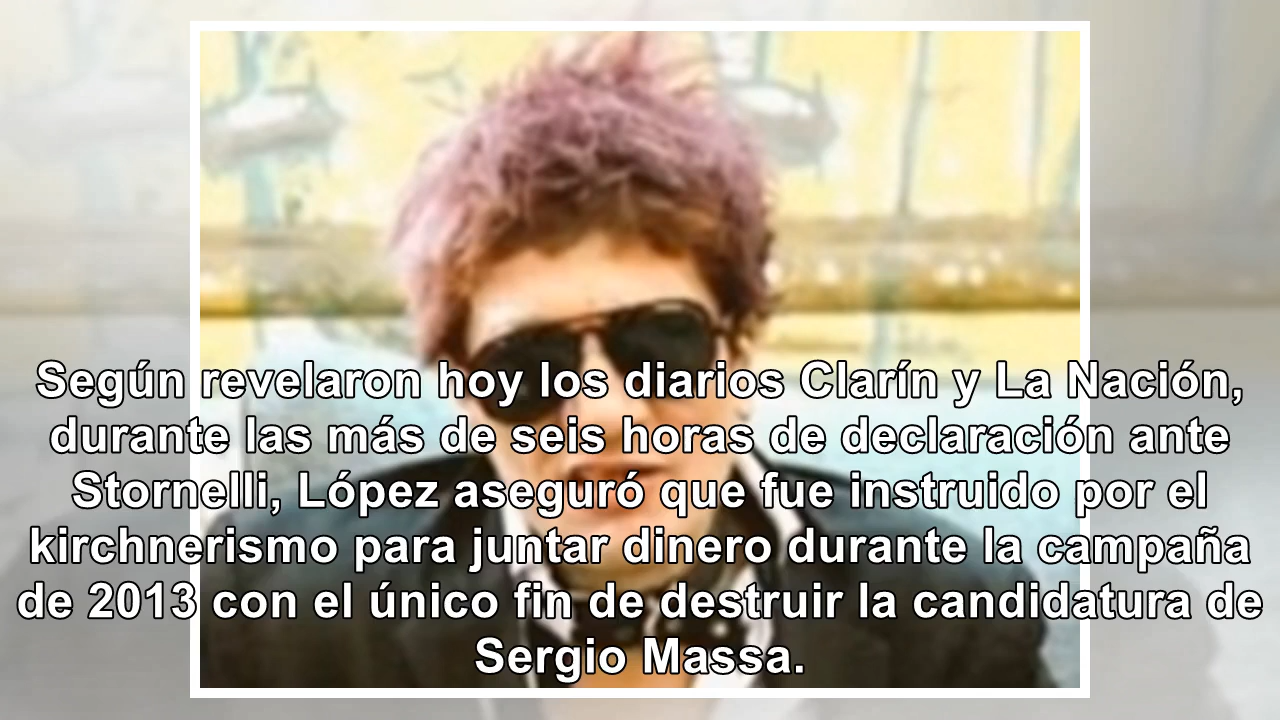 Según revelaron hoy los diarios Clarín y La Nación,
durante las más de seis horas de declaración ante
Stornelli, López aseguró que fue instruido por el
kirchnerismo para juntar dinero durante la campaña
de 2013 con el único fin de destruir la candidatura de
Sergio Massa.